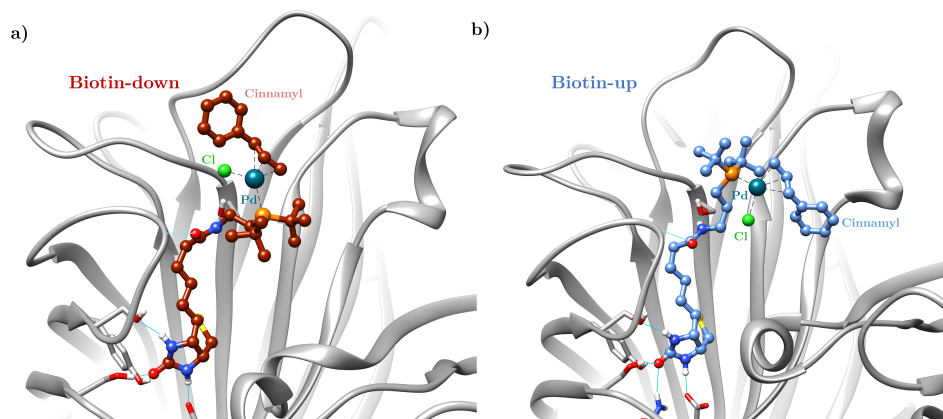 a)
Biotin-down
Cinnamyl
Cl
Pd
b)
Biotin-up
Pd
Cl
Cinnamyl